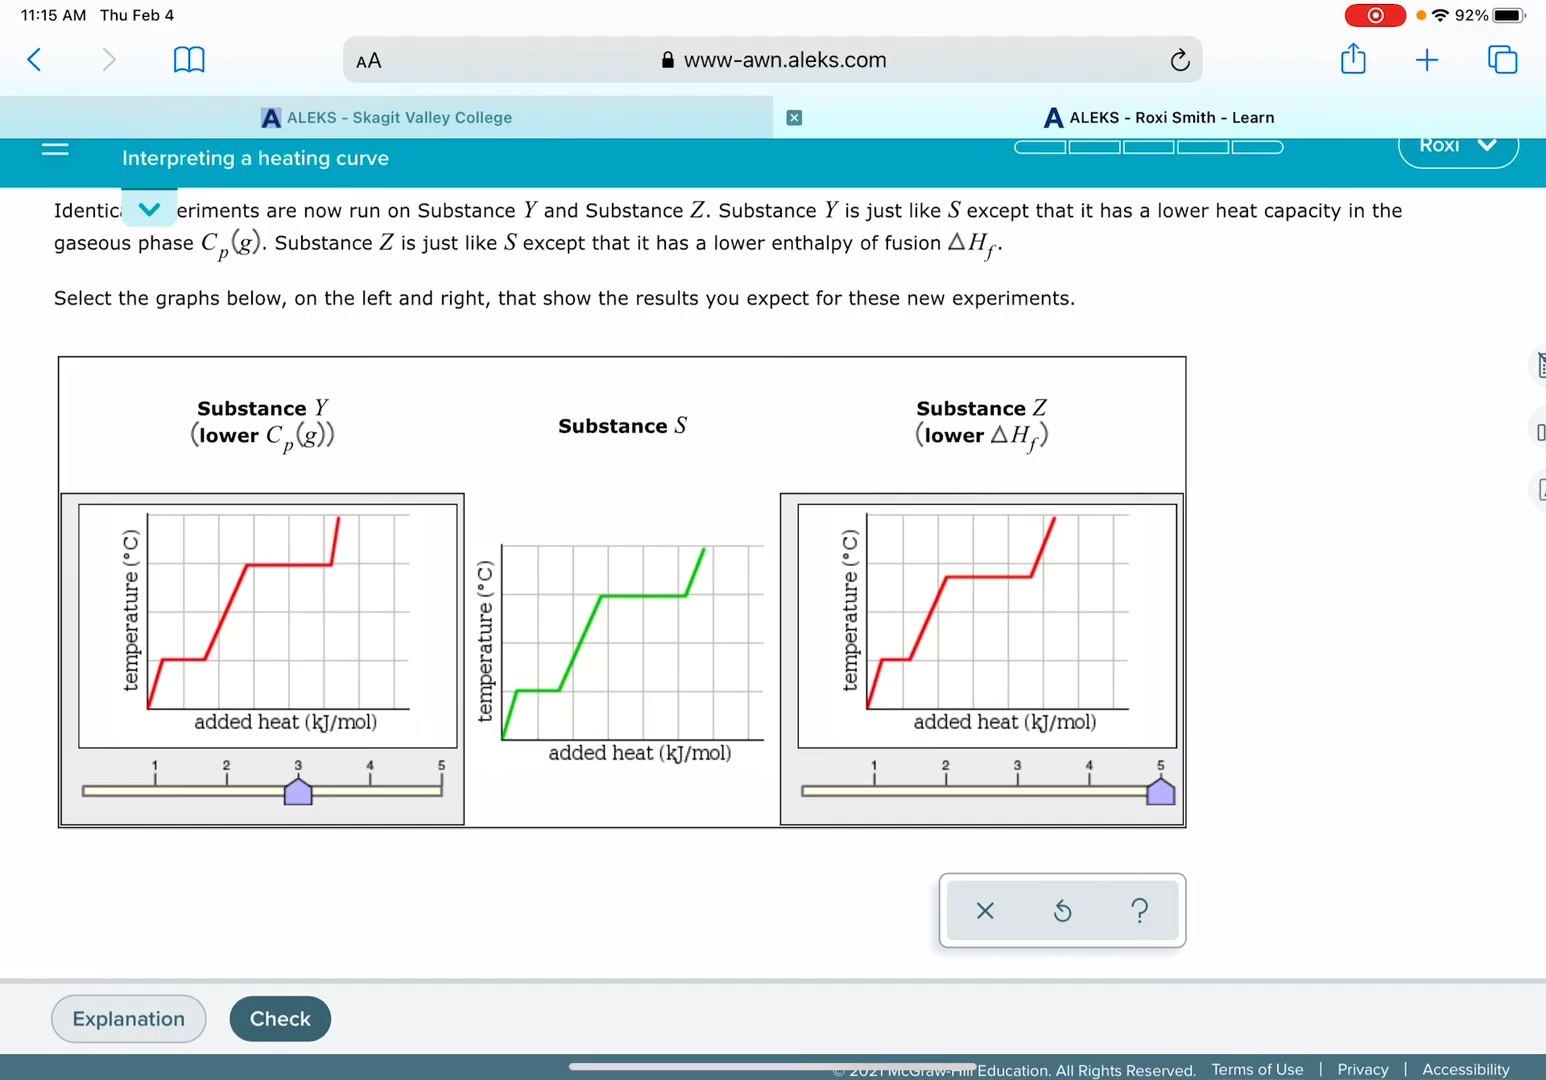 11:15 AM Thu Feb 4
92%
AA
www-awn.aleks.com
ALEKS - Skagit Valley College
ALEKS - Roxi Smith - Learn
Interpreting a heating curve
Roxi
eriments are now run on Substance Y and Substance Z. Substance Y is just like S except that it has a lower heat capacity in the
gaseous phase Cp(g). Substance Z is just like S except that it has a lower enthalpy of fusion ΔHf.
Select the graphs below, on the left and right, that show the results you expect for these new experiments.
Substance Y
(lower Cp(g))
Substance S
Substance Z
(lower ΔHf)
temperature (°C)
added heat (kJ/mol)
1 2 3 4 5
temperature (°C)
added heat (kJ/mol)
temperature (°C)
added heat (kJ/mol)
1 2 3 4 5
?
Explanation
Check
© 2021 McGraw-Hill Education. All Rights Reserved. Terms of Use | Privacy | Accessibility